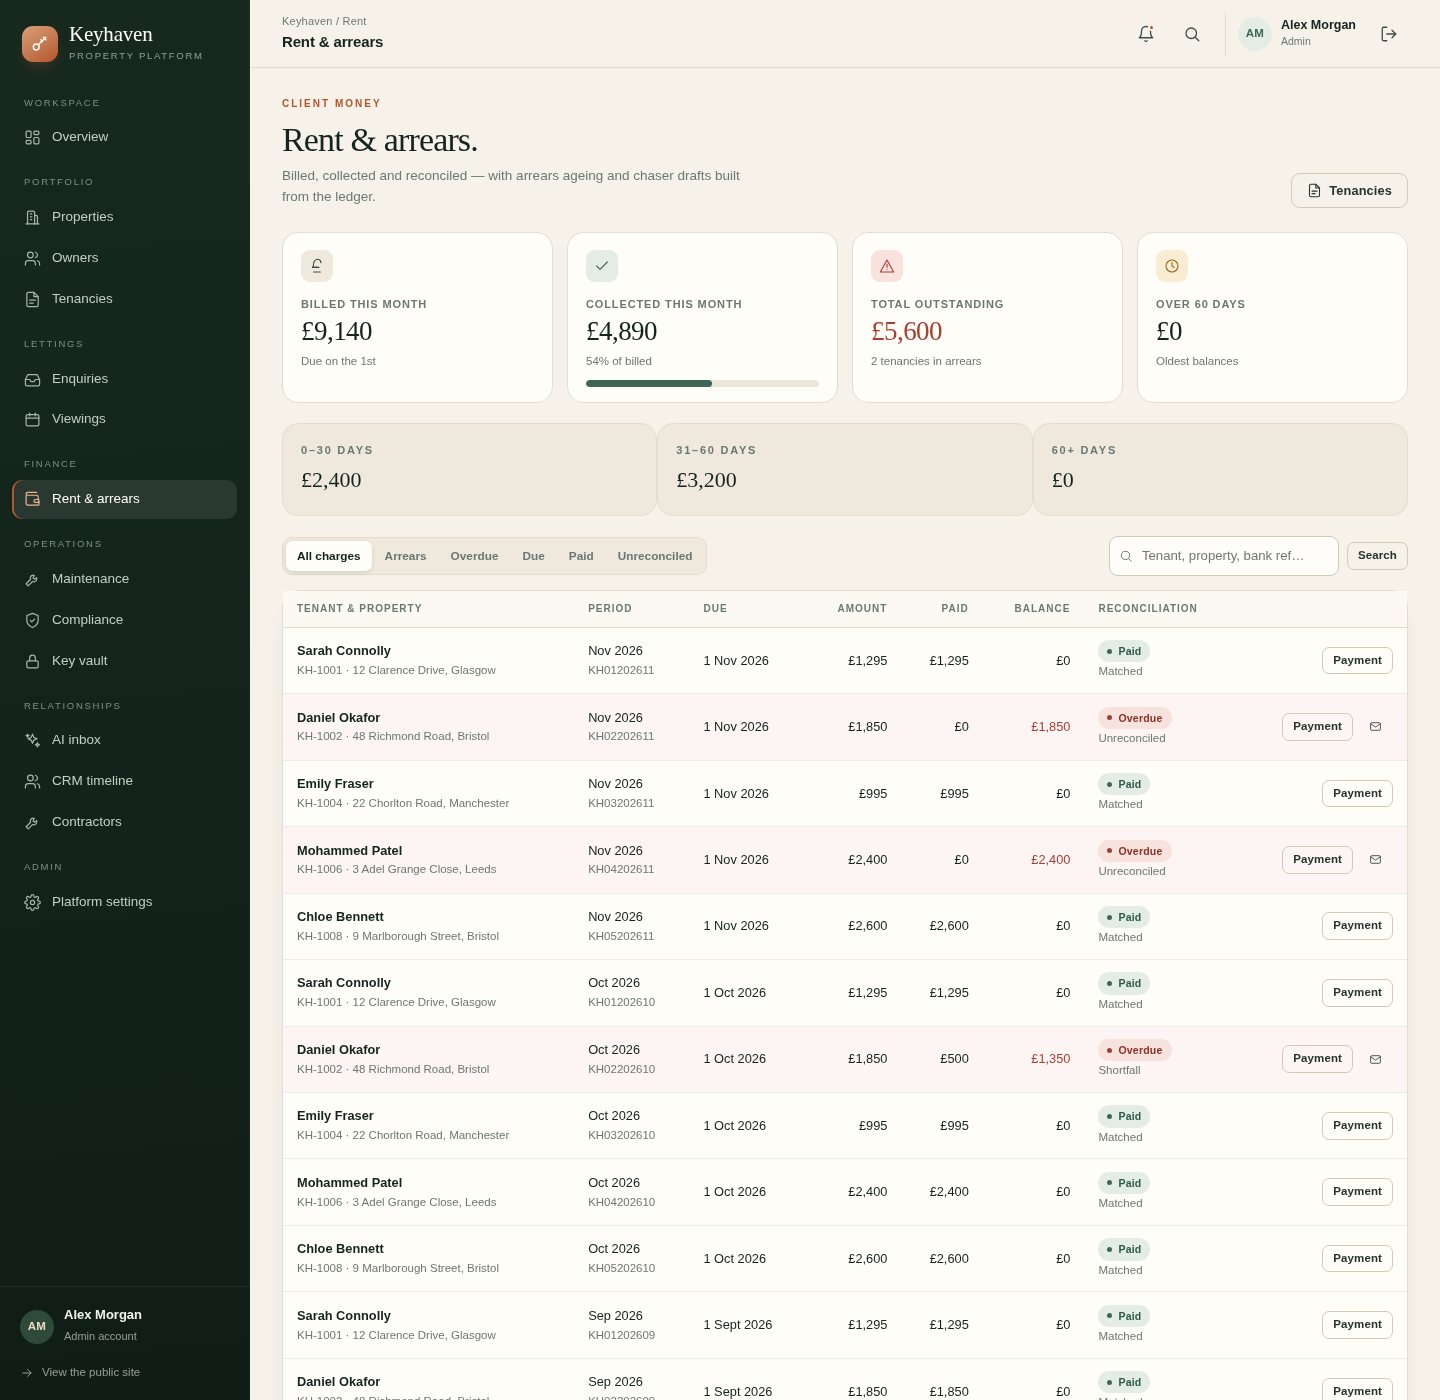 Keyhaven
PROPERTY PLATFORM
WORKSPACE
Overview
PORTFOLIO
Properties
Owners
Tenancies
LETTINGS
Enquiries
Viewings
FINANCE
Rent & arrears
OPERATIONS
Maintenance
Compliance
Key vault
RELATIONSHIPS
AI inbox
CRM timeline
Contractors
ADMIN
Platform settings
AM
Alex Morgan
Admin account
View the public site
Keyhaven / Rent
Rent & arrears
AM
Alex Morgan
Admin
CLIENT MONEY
Rent & arrears.
Billed, collected and reconciled — with arrears ageing and chaser drafts built
from the ledger.
Tenancies
BILLED THIS MONTH
£9,140
Due on the 1st
COLLECTED THIS MONTH
£4,890
54% of billed
TOTAL OUTSTANDING
£5,600
2 tenancies in arrears
OVER 60 DAYS
£0
Oldest balances
0–30 DAYS
£2,400
31–60 DAYS
£3,200
60+ DAYS
£0
All charges Arrears Overdue Due Paid Unreconciled
Tenant, property, bank ref…
Search
TENANT & PROPERTY PERIOD DUE AMOUNT PAID BALANCE RECONCILIATION
Sarah Connolly Nov 2026 1 Nov 2026 £1,295 £1,295 £0 Paid Payment
KH-1001 · 12 Clarence Drive, Glasgow KH01202611 Matched
Daniel Okafor Nov 2026 1 Nov 2026 £1,850 £0 £1,850 Overdue Payment
KH-1002 · 48 Richmond Road, Bristol KH02202611 Unreconciled
Emily Fraser Nov 2026 1 Nov 2026 £995 £995 £0 Paid Payment
KH-1004 · 22 Chorlton Road, Manchester KH03202611 Matched
Mohammed Patel Nov 2026 1 Nov 2026 £2,400 £0 £2,400 Overdue Payment
KH-1006 · 3 Adel Grange Close, Leeds KH04202611 Unreconciled
Chloe Bennett Nov 2026 1 Nov 2026 £2,600 £2,600 £0 Paid Payment
KH-1008 · 9 Marlborough Street, Bristol KH05202611 Matched
Sarah Connolly Oct 2026 1 Oct 2026 £1,295 £1,295 £0 Paid Payment
KH-1001 · 12 Clarence Drive, Glasgow KH01202610 Matched
Daniel Okafor Oct 2026 1 Oct 2026 £1,850 £500 £1,350 Overdue Payment
KH-1002 · 48 Richmond Road, Bristol KH02202610 Shortfall
Emily Fraser Oct 2026 1 Oct 2026 £995 £995 £0 Paid Payment
KH-1004 · 22 Chorlton Road, Manchester KH03202610 Matched
Mohammed Patel Oct 2026 1 Oct 2026 £2,400 £2,400 £0 Paid Payment
KH-1006 · 3 Adel Grange Close, Leeds KH04202610 Matched
Chloe Bennett Oct 2026 1 Oct 2026 £2,600 £2,600 £0 Paid Payment
KH-1008 · 9 Marlborough Street, Bristol KH05202610 Matched
Sarah Connolly Sep 2026 1 Sept 2026 £1,295 £1,295 £0 Paid Payment
KH-1001 · 12 Clarence Drive, Glasgow KH01202609 Matched
Daniel Okafor Sep 2026 1 Sept 2026 £1,850 £1,850 £0 Paid Payment